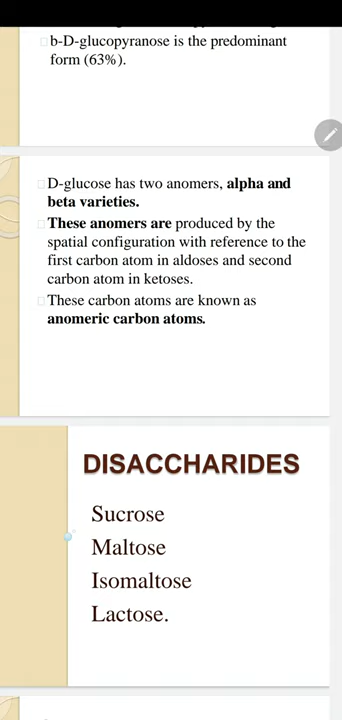 b-D-glucopyranose is the predominant
form (63%).
D-glucose has two anomers, alpha and
beta varieties.
These anomers are produced by the
spatial configuration with reference to the
first carbon atom in aldoses and second
carbon atom in ketoses.
These carbon atoms are known as
anomeric carbon atoms.
DISACCHARIDES
Sucrose
Maltose
Isomaltose
Lactose.